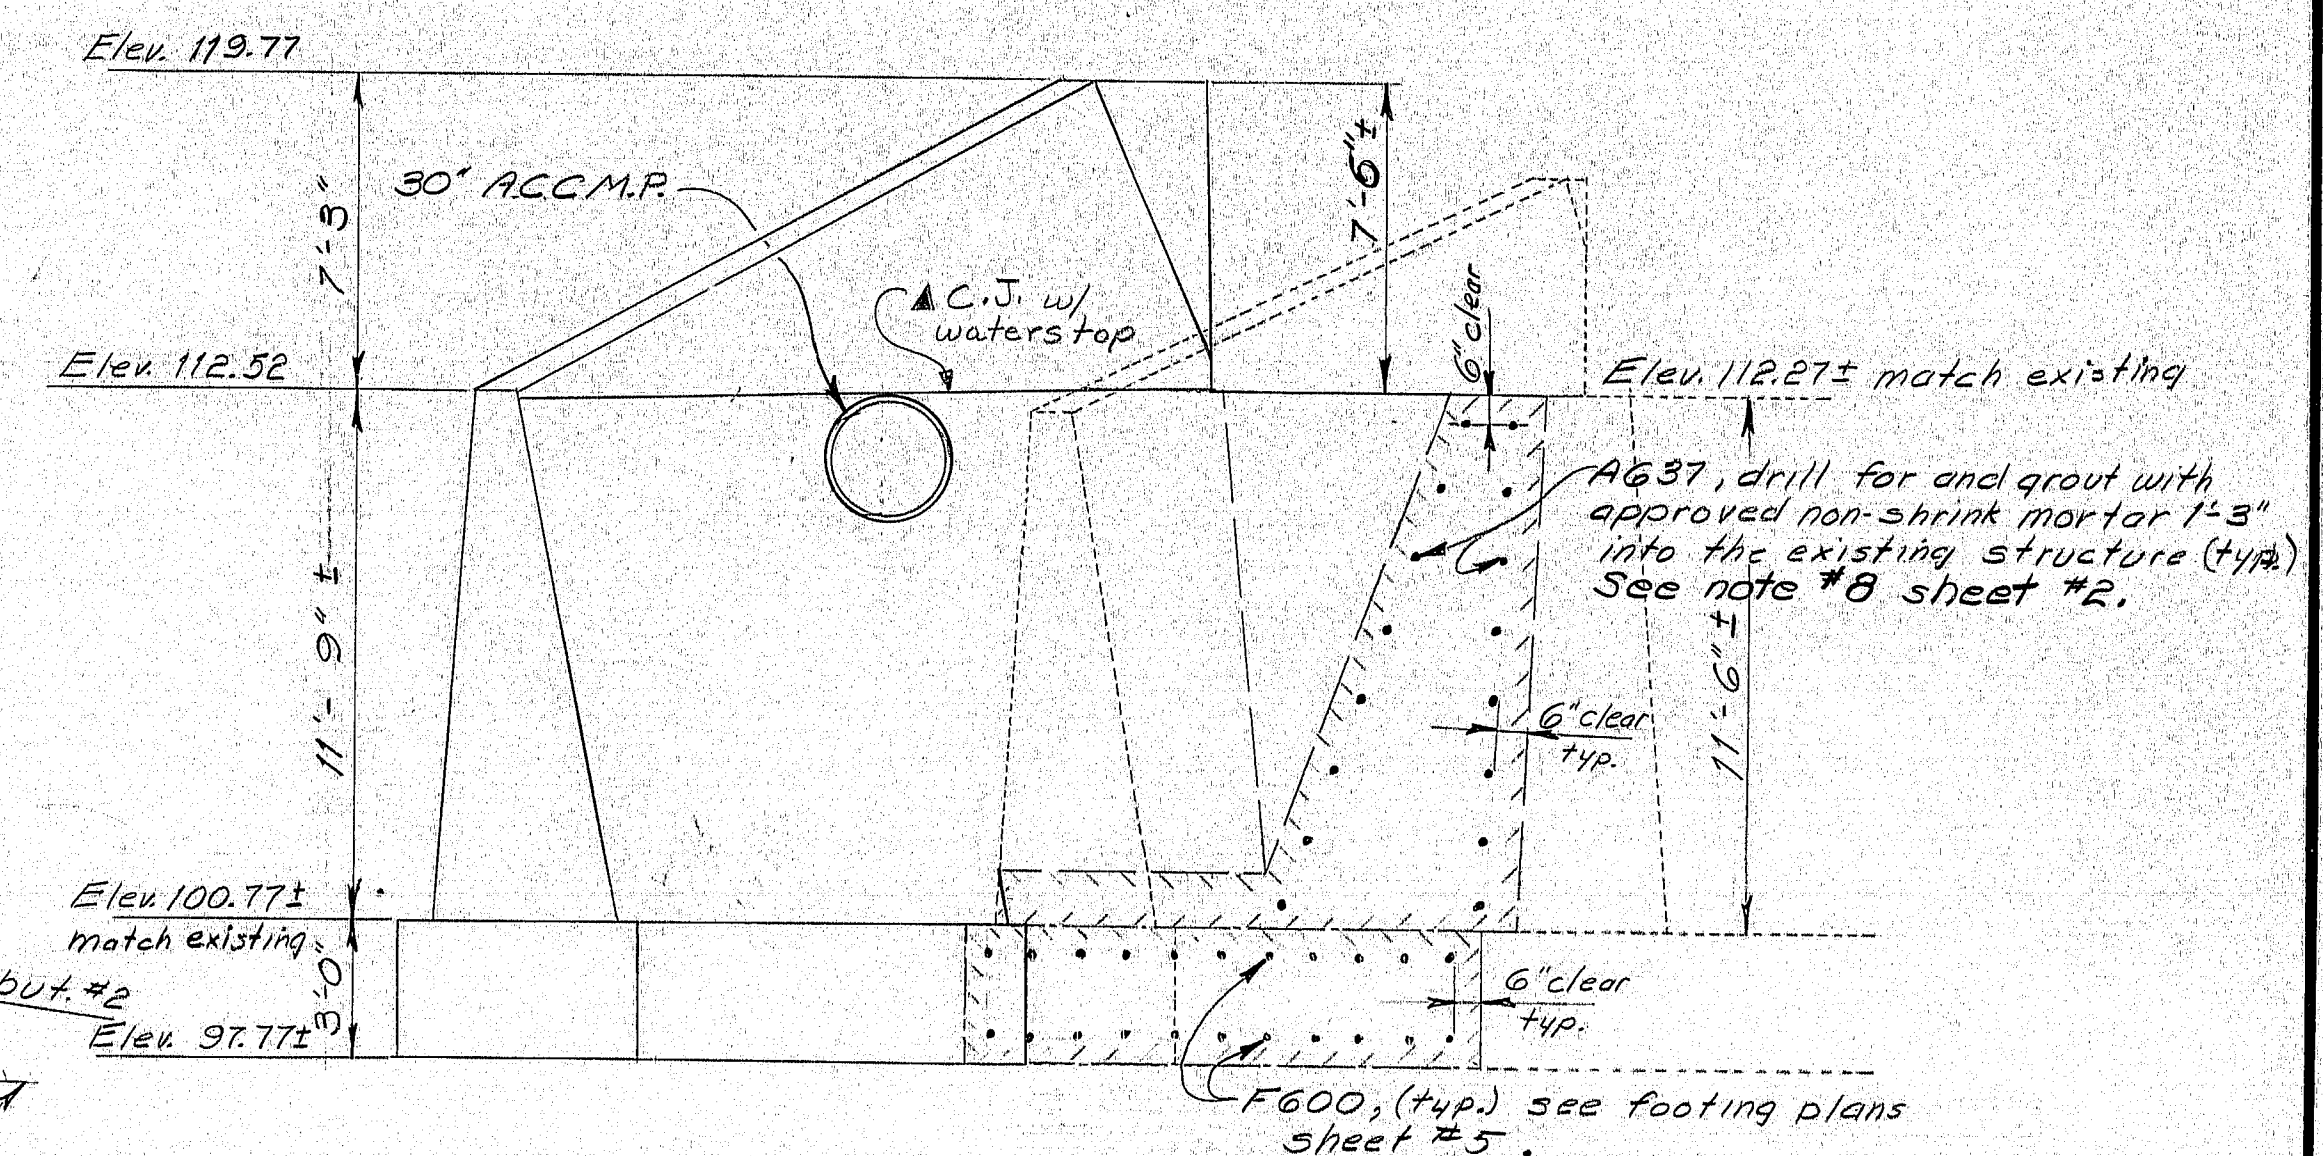 Elev. 119.77
7'-3"
30" A.C.C.M.P.
7'-6"±
▲ C.J. w/
waterstop
6" clear
Elev. 112.52
Elev. 112.27± match existing
A637, drill for and grout with
approved non-shrink mortar 1'-3"
into the existing structure (typ.)
See note #8 sheet #2.
11'-9" ±
11'-6" ±
6" clear
typ.
Elev. 100.77±
match existing
3'-0"
but. #2
Elev. 97.77±
6" clear
typ.
F600, (typ.) see footing plans
sheet #5.